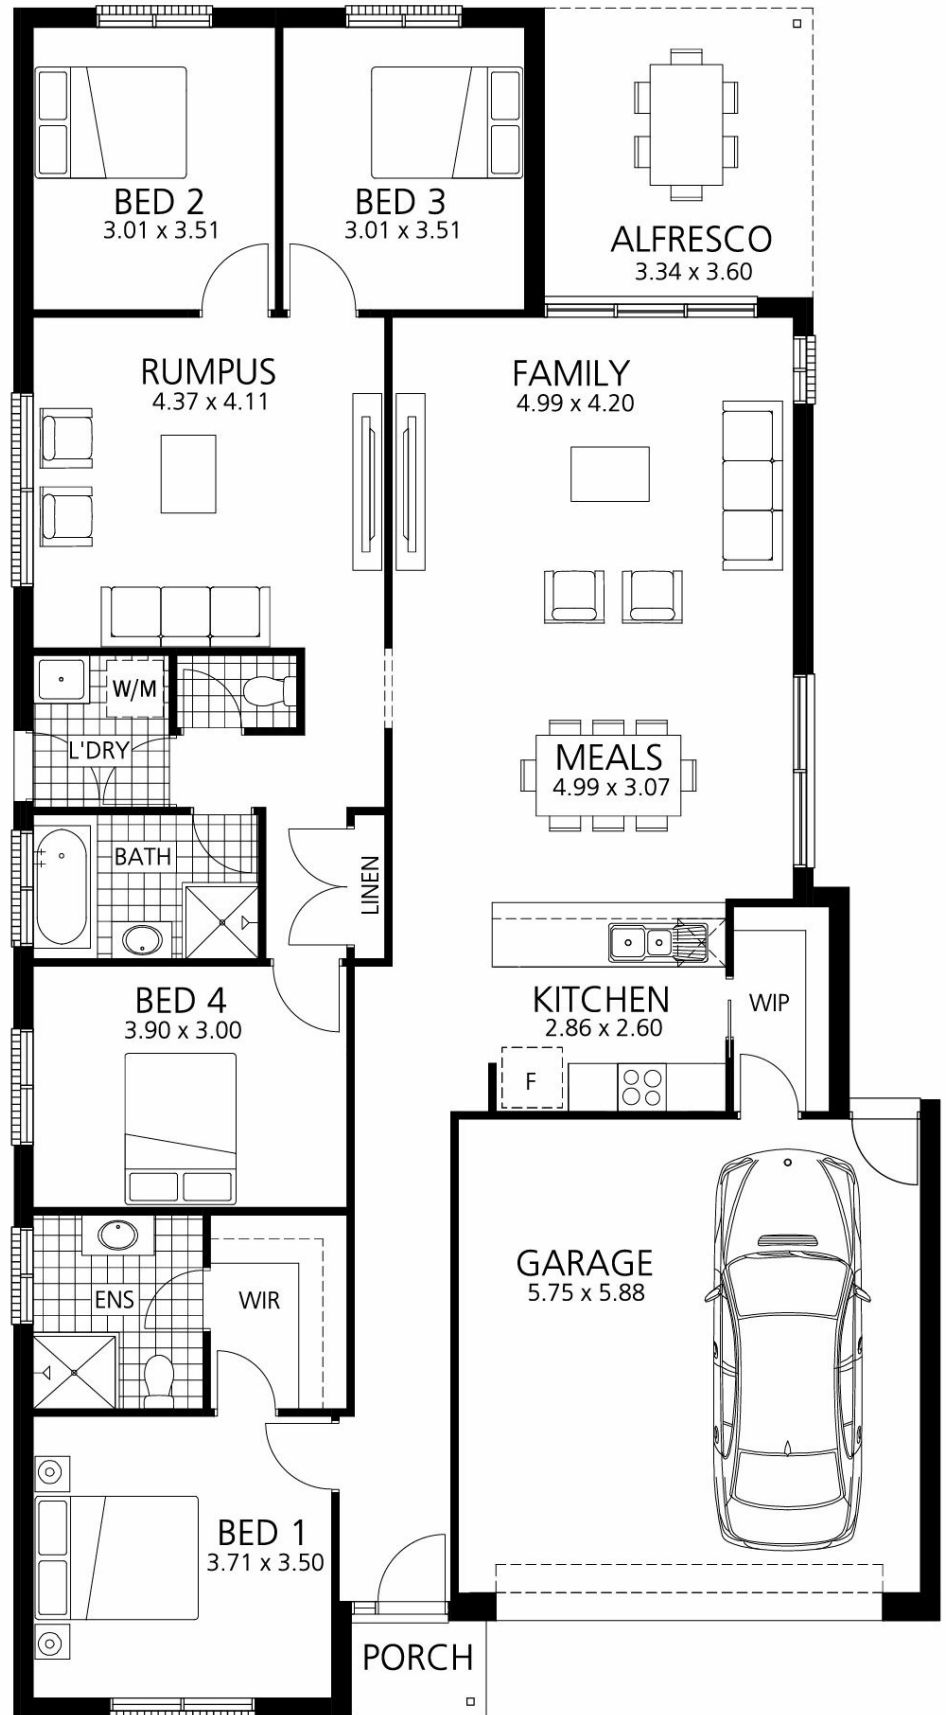 BED 2
3.01 x 3.51
BED 3
3.01 x 3.51
ALFRESCO
3.34 x 3.60
RUMPUS
4.37 x 4.11
FAMILY
4.99 x 4.20
W/M
L'DRY
MEALS
4.99 x 3.07
BATH
LINEN
BED 4
3.90 x 3.00
KITCHEN
2.86 x 2.60
WIP
F
ENS
WIR
GARAGE
5.75 x 5.88
BED 1
3.71 x 3.50
PORCH